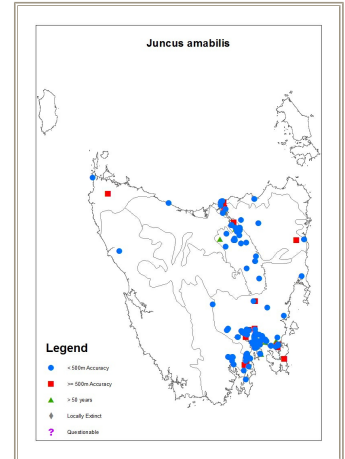 Juncus amabilis
Legend
< 500m Accuracy
>= 500m Accuracy
> 50 years
Locally Extinct
? Questionable